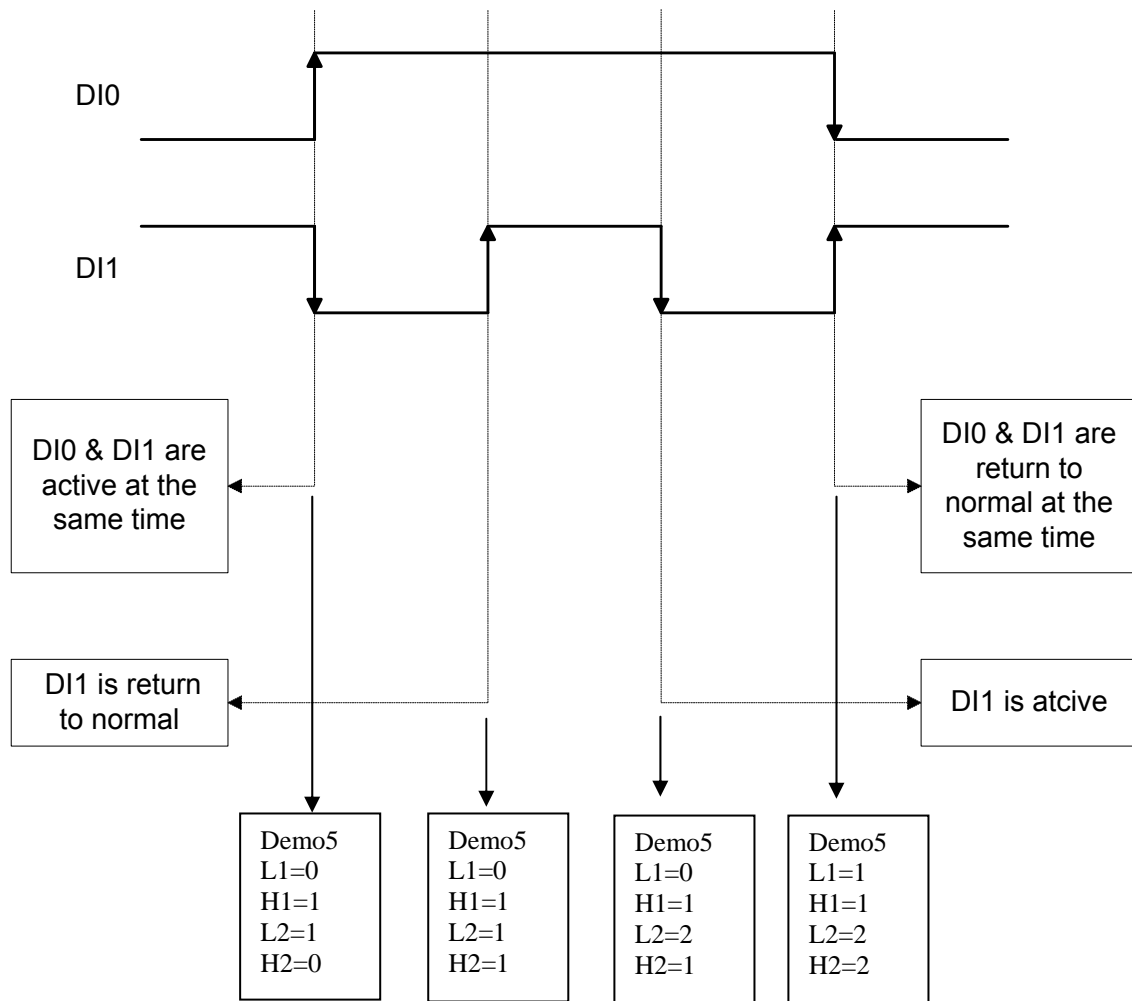 DI0
DI1
DI0 & DI1 are
active at the
same time
DI0 & DI1 are
return to
normal at the
same time
DI1 is return
to normal
DI1 is atcive
Demo5
L1=0
H1=1
L2=1
H2=0
Demo5
L1=0
H1=1
L2=1
H2=1
Demo5
L1=0
H1=1
L2=2
H2=1
Demo5
L1=1
H1=1
L2=2
H2=2